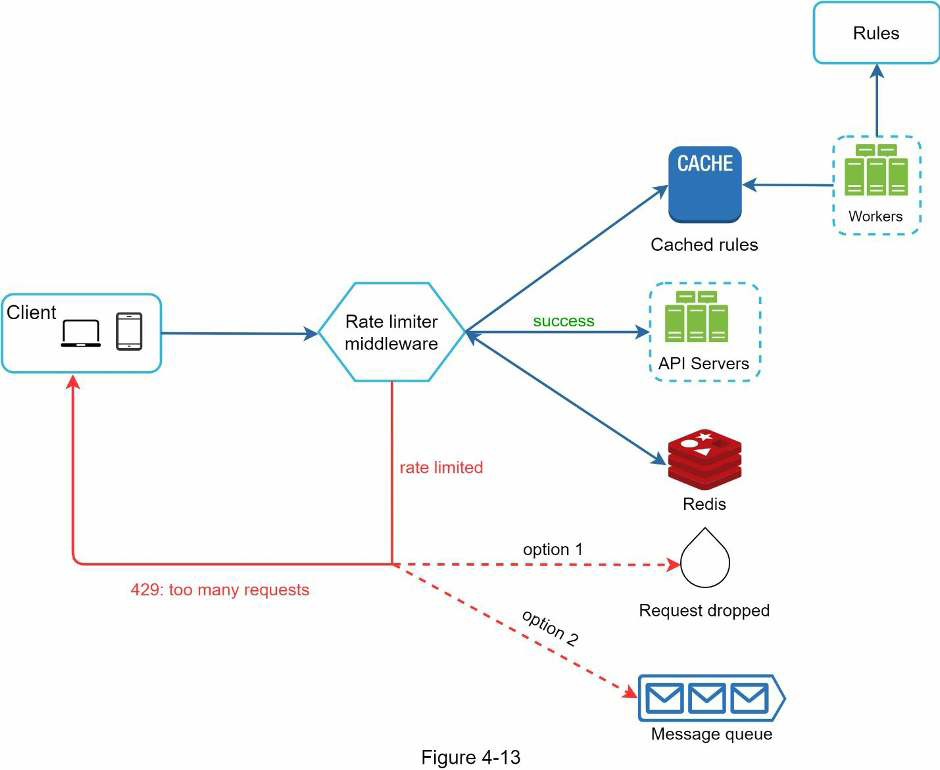 Rules
CACHE
Workers
Cached rules
Client
Rate limiter
middleware
success
API Servers
rate limited
Redis
option 1
429: too many requests
Request dropped
option 2
Message queue
Figure 4-13